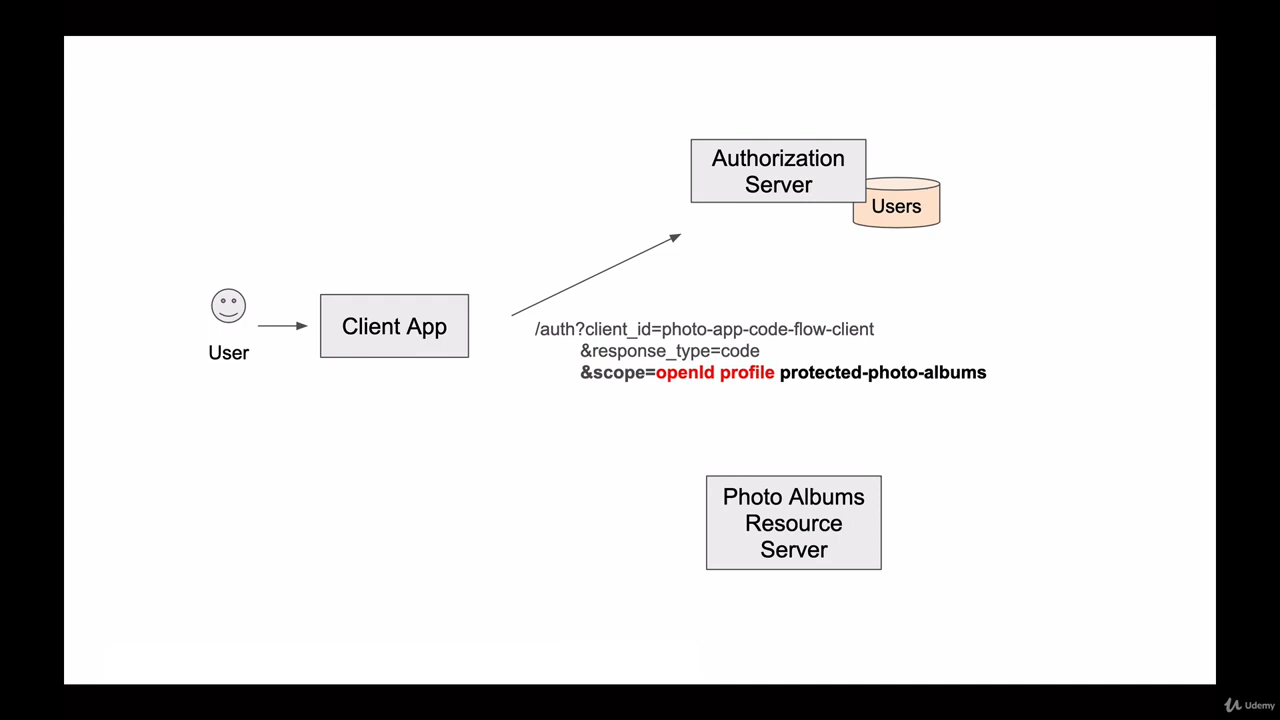 Authorization
Server
Users
User
Client App
/auth?client_id=photo-app-code-flow-client
&response_type=code
&scope=openId profile protected-photo-albums
Photo Albums
Resource
Server
Udemy